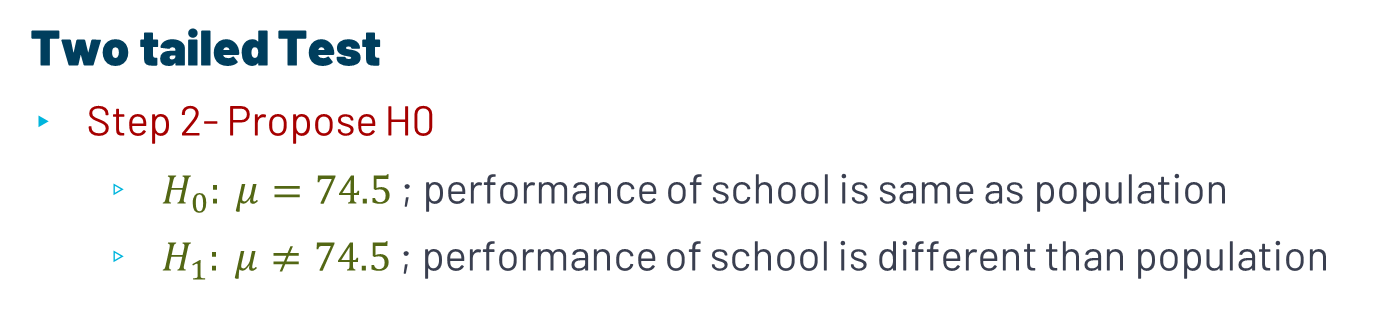 Two tailed Test
Step 2- Propose H0
H₀: μ = 74.5 ; performance of school is same as population
H₁: μ ≠ 74.5 ; performance of school is different than population